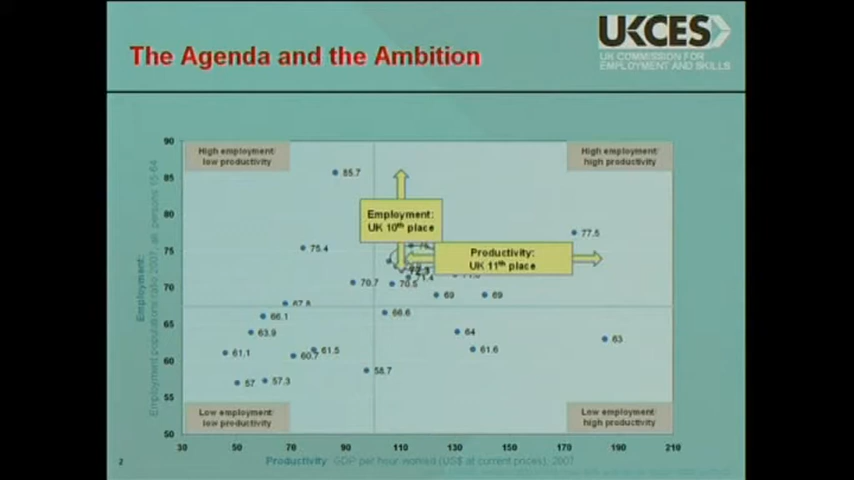 The Agenda and the Ambition
UKCES
UK COMMISSION FOR
EMPLOYMENT AND SKILLS
90
85
80
75
70
65
60
55
50
High employment:
low productivity
High employment:
high productivity
85.7
Employment:
UK 10th place
77.5
75.4
Productivity:
UK 11th place
71.4
70.7
70.5
69
69
67.8
66.6
66.1
64
63.9
63
61.6
61.5
61.1
60.7
58.7
57.3
57
Low employment:
low productivity
Low employment:
high productivity
30 50 70 90 110 130 150 170 190 210
Employment:
Employment: populations ratio 2007, all persons 15-64
Productivity: GDP per hour worked (US$ at current prices), 2007
2